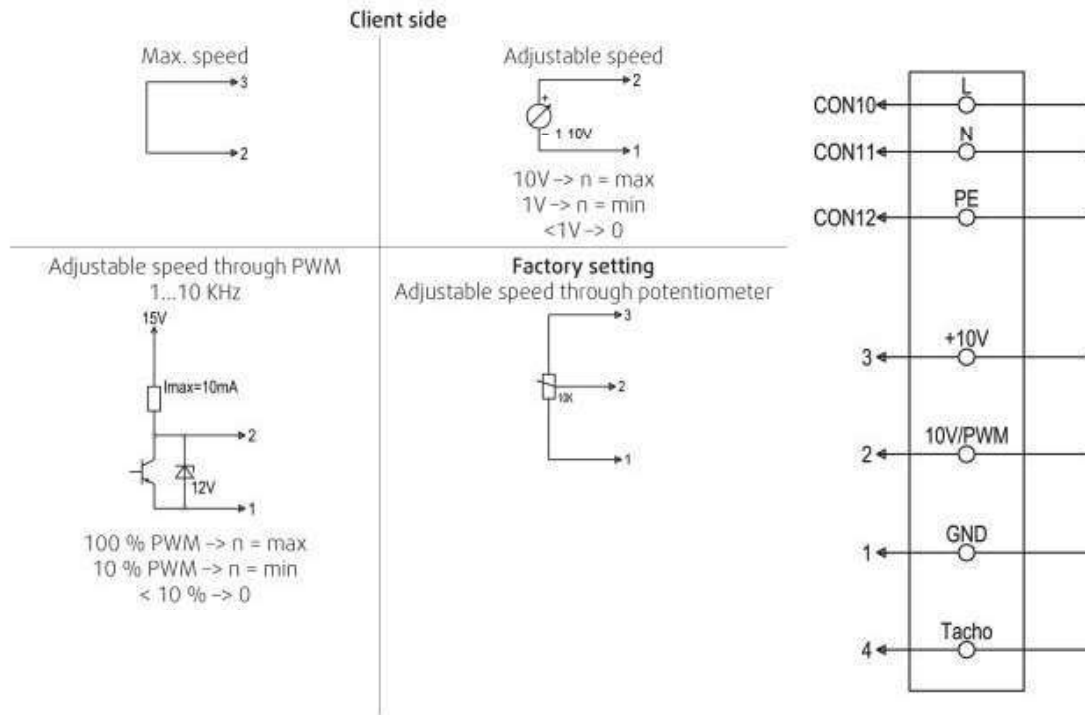 Client side
Max. speed
3
2
Adjustable speed
2
+
– 1 10V
1
10V –> n = max
1V –> n = min
<1V –> 0
Adjustable speed through PWM
1...10 KHz
15V
Imax=10mA
2
12V
1
100 % PWM –> n = max
10 % PWM –> n = min
< 10 % –> 0
Factory setting
Adjustable speed through potentiometer
3
2
10K
1
L
CON10
N
CON11
PE
CON12
+10V
3
10V/PWM
2
GND
1
Tacho
4